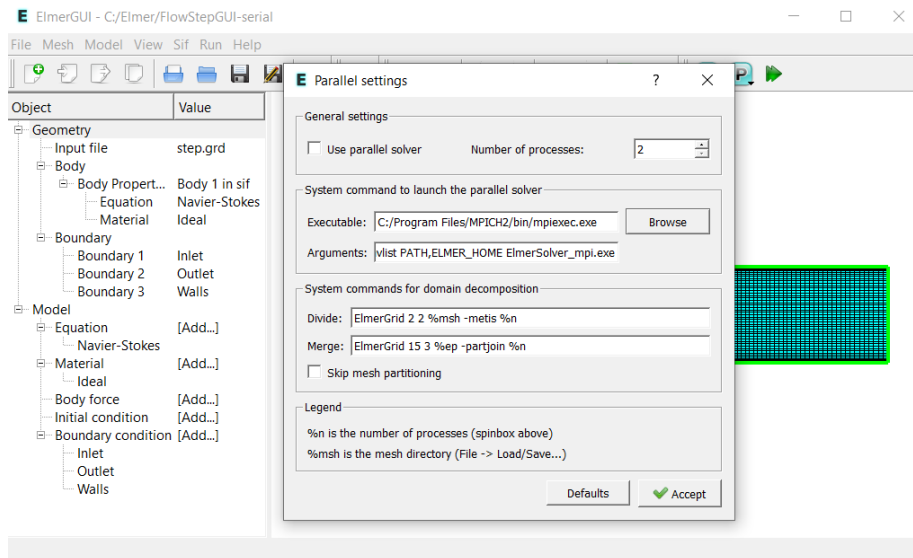 ElmerGUI - C:/Elmer/FlowStepGUI-serial
File Mesh Model View Sif Run Help
Object Value
Geometry
Input file step.grd
Body
Body Propert... Body 1 in sif
Equation Navier-Stokes
Material Ideal
Boundary
Boundary 1 Inlet
Boundary 2 Outlet
Boundary 3 Walls
Model
Equation [Add...]
Navier-Stokes
Material [Add...]
Ideal
Body force [Add...]
Initial condition [Add...]
Boundary condition [Add...]
Inlet
Outlet
Walls
E Parallel settings ?
General settings
Use parallel solver Number of processes: 2
System command to launch the parallel solver
Executable: C:/Program Files/MPICH2/bin/mpiexec.exe Browse
Arguments: vlist PATH,ELMER_HOME ElmerSolver_mpi.exe
System commands for domain decomposition
Divide: ElmerGrid 2 2 %msh -metis %n
Merge: ElmerGrid 15 3 %ep -partjoin %n
Skip mesh partitioning
Legend
%n is the number of processes (spinbox above)
%msh is the mesh directory (File -> Load/Save...)
Defaults Accept
P